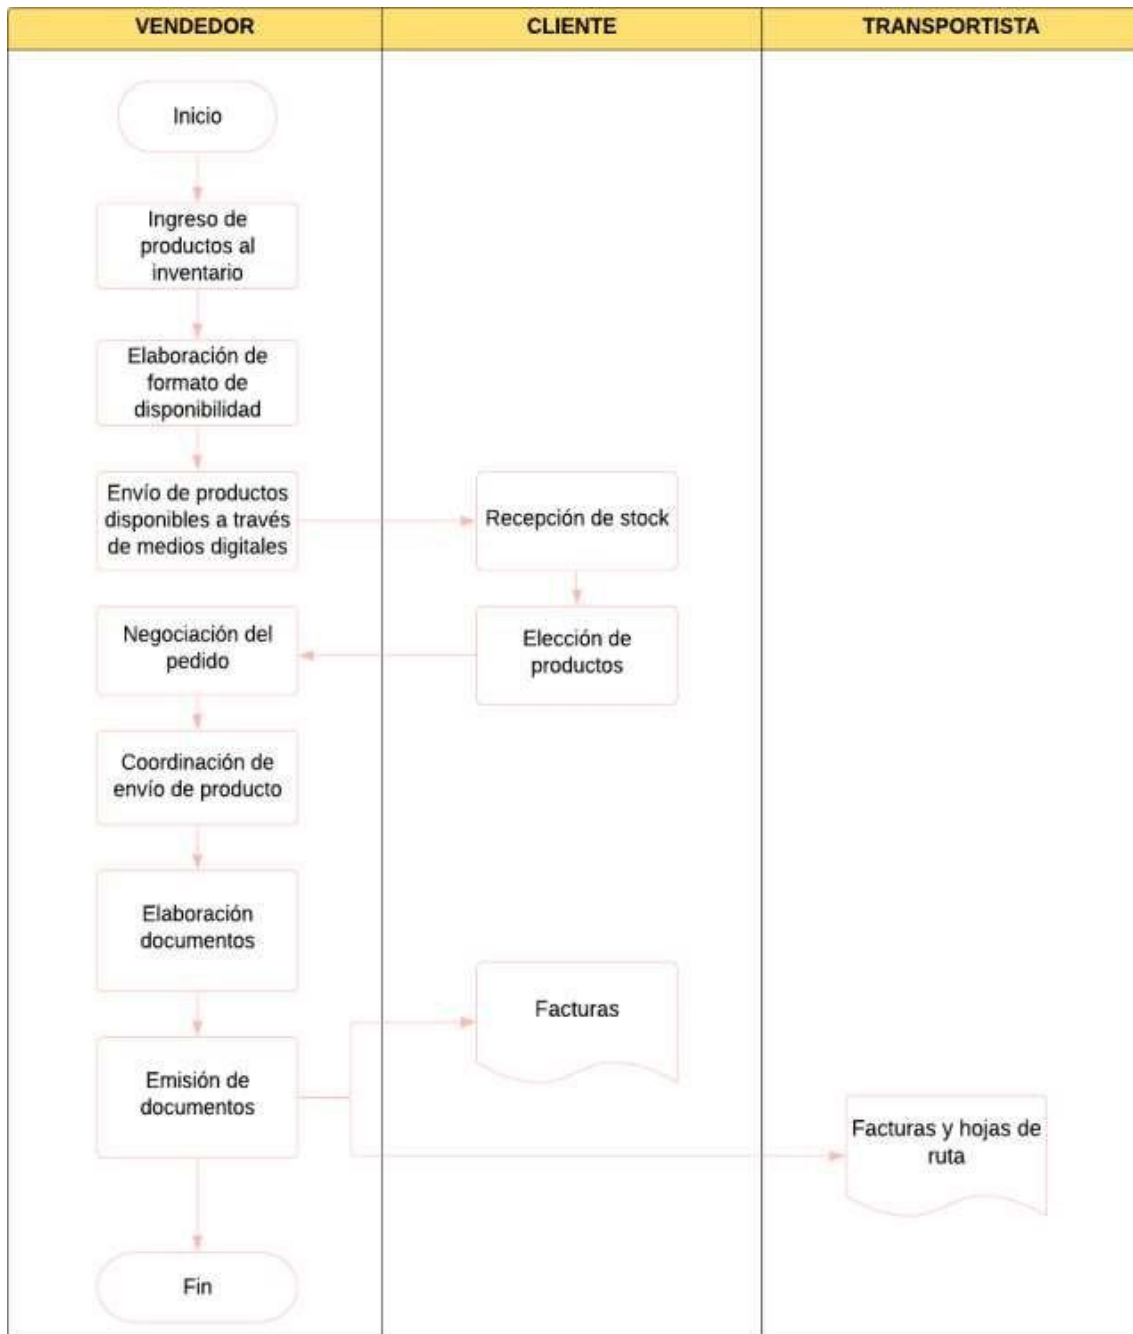 VENDEDOR
CLIENTE
TRANSPORTISTA
Inicio
Ingreso de
productos al
inventario
Elaboración de
formato de
disponibilidad
Envío de productos
disponibles a través
de medios digitales
Recepción de stock
Negociación del
pedido
Elección de
productos
Coordinación de
envío de producto
Elaboración
documentos
Facturas
Emisión de
documentos
Facturas y hojas de
ruta
Fin